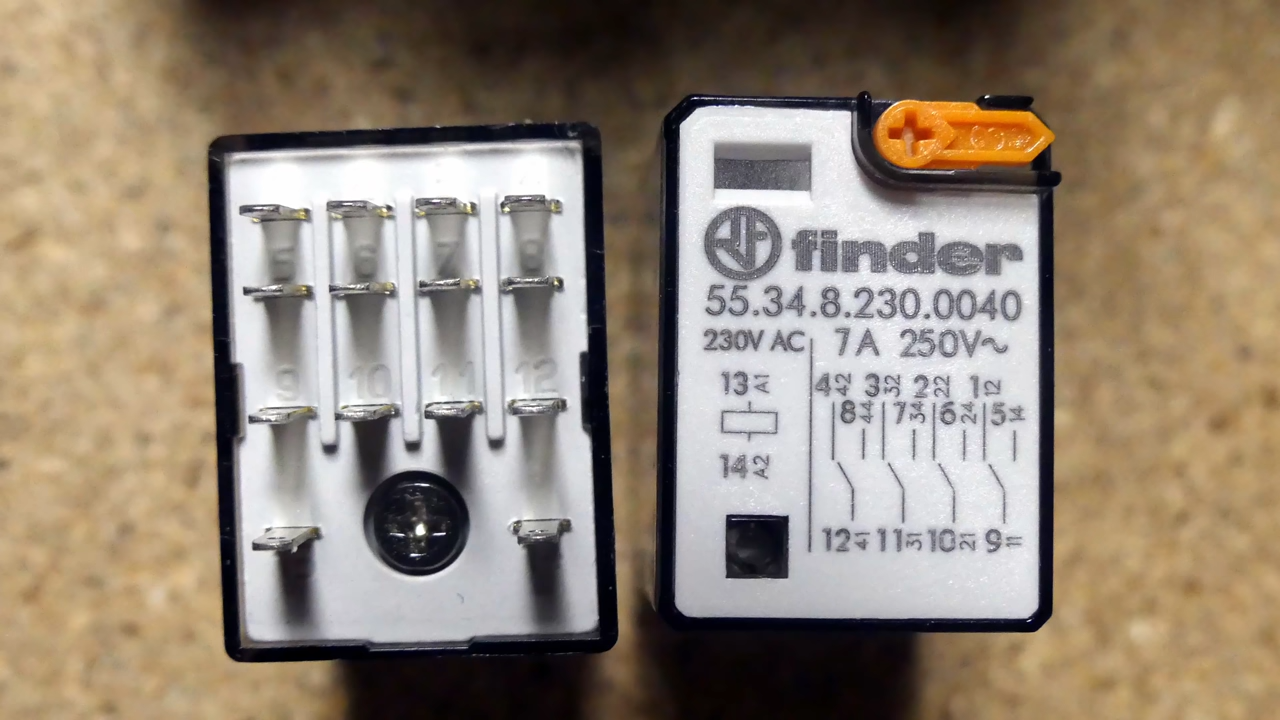 5 6 7 8
9 10 11 12
finder
55.34.8.230.0040
230V AC 7A 250V~
13 A1 4 42 3 32 2 22 1 12
8 44 7 34 6 24 5 14
14 A2
12 41 11 31 10 21 9 11